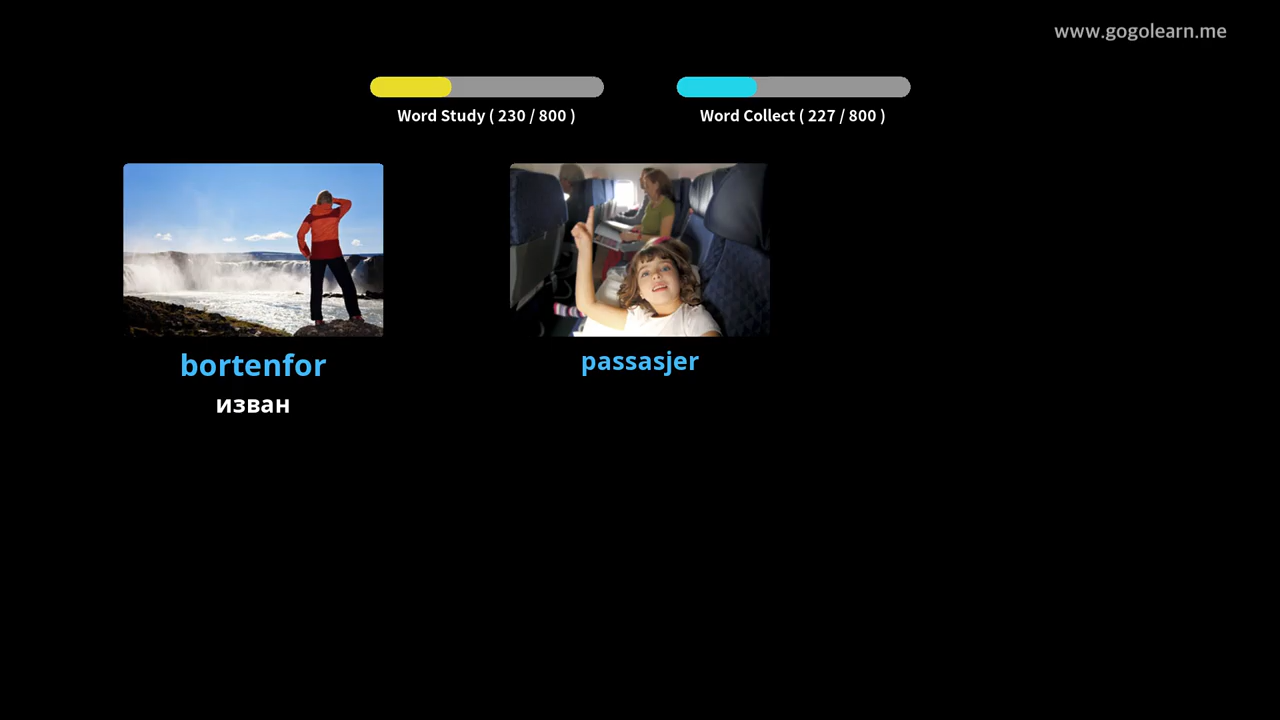 www.gogolearn.me
Word Study ( 230 / 800 )
Word Collect ( 227 / 800 )
bortenfor
изван
passasjer